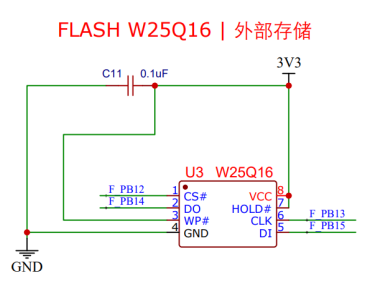 FLASH W25Q16 | 外部存储
3V3
C11 0.1uF
U3 W25Q16
F_PB12 1 CS# VCC 8
F_PB14 2 DO HOLD# 7
3 WP# CLK 6 F_PB13
4 GND DI 5 F_PB15
GND